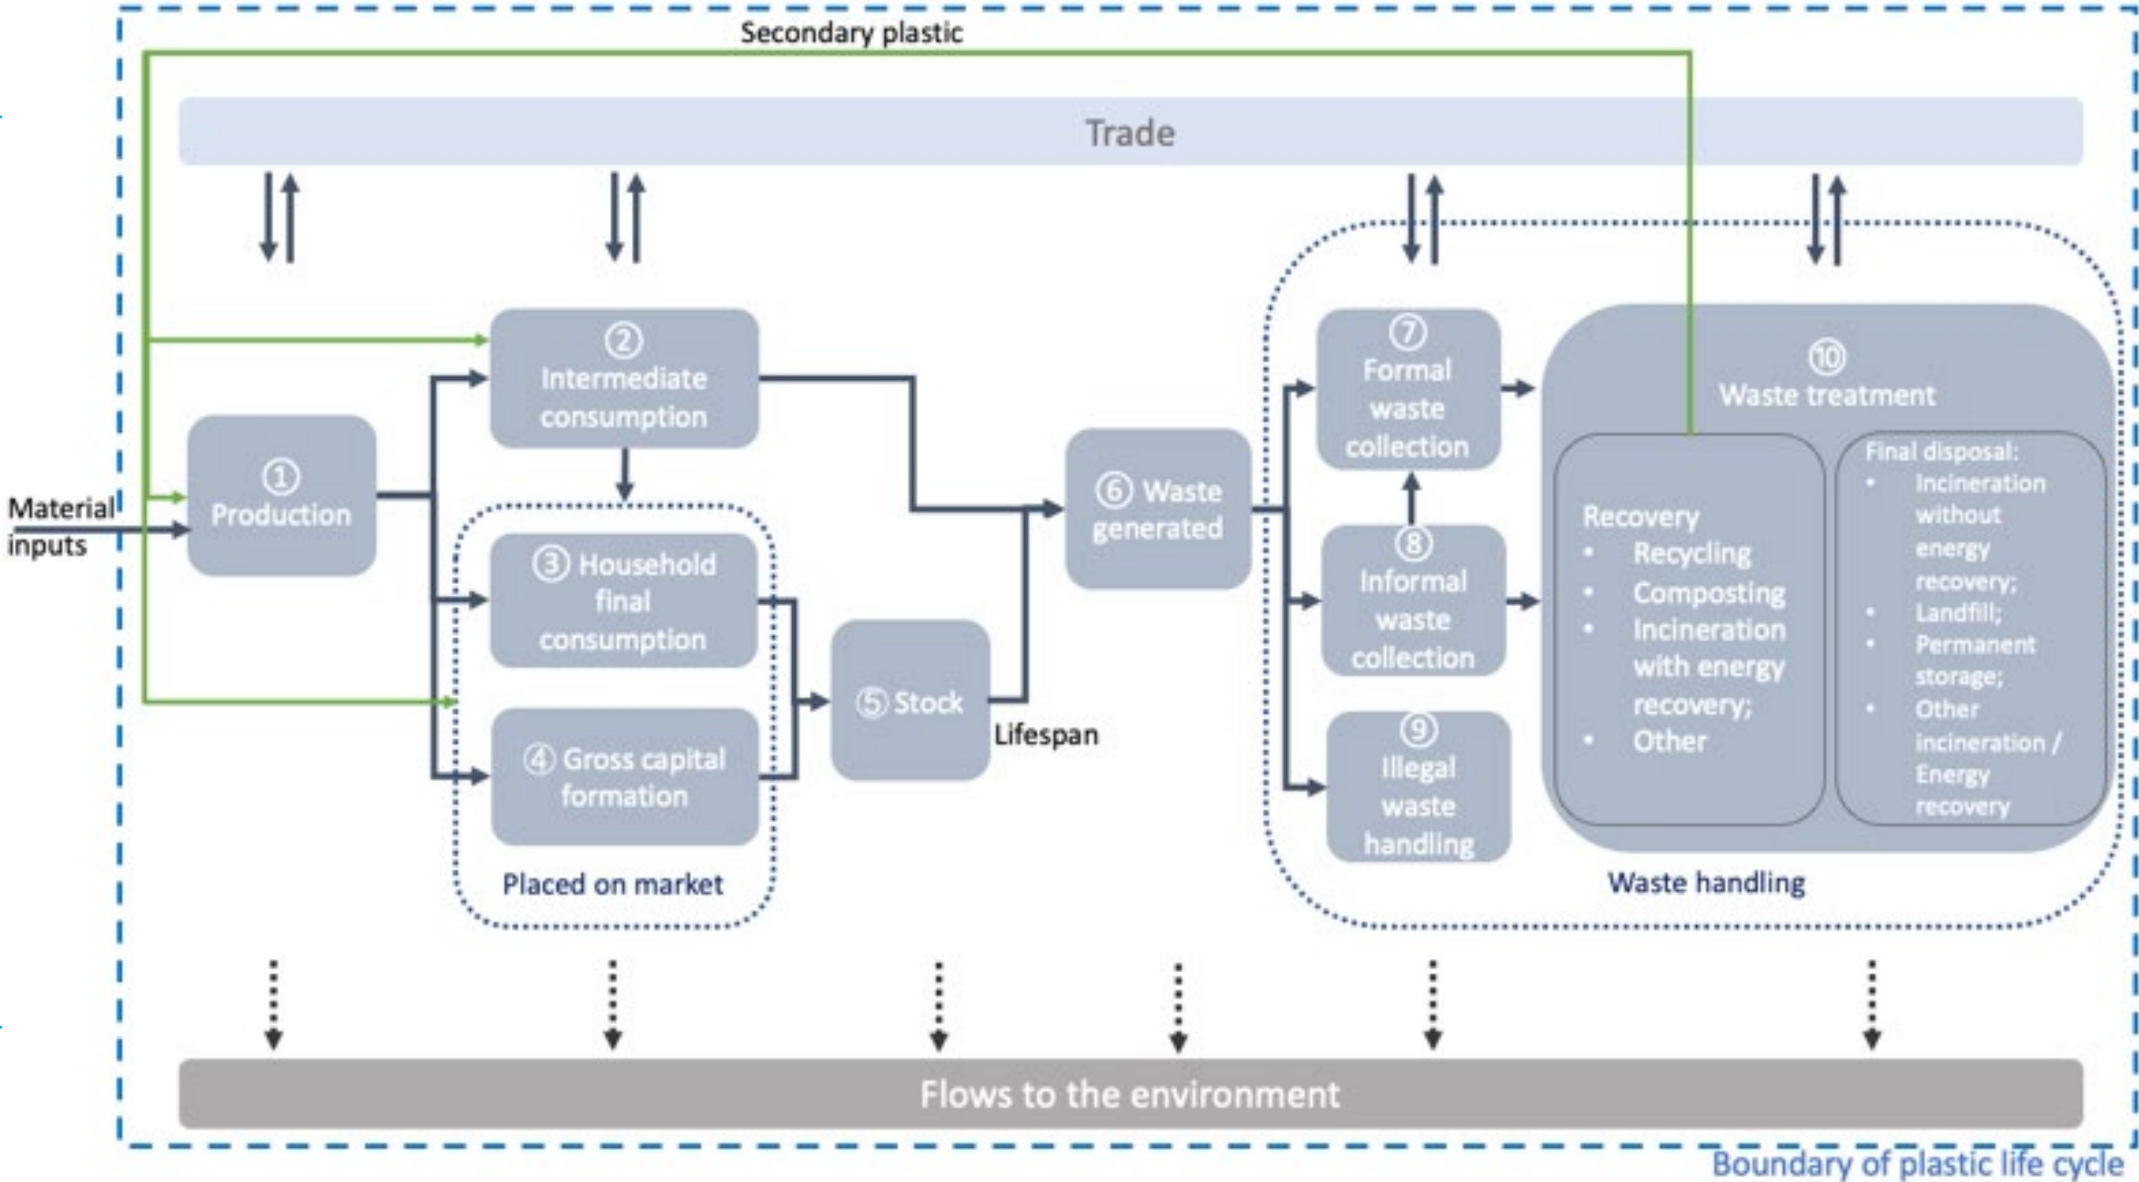 Secondary plastic
Trade
Material
inputs
①
Production
②
Intermediate
consumption
③ Household
final
consumption
④ Gross capital
formation
Placed on market
⑤ Stock
Lifespan
⑥ Waste
generated
⑦
Formal
waste
collection
⑧
Informal
waste
collection
⑨
Illegal
waste
handling
⑩
Waste treatment
Recovery
• Recycling
• Composting
• Incineration
with energy
recovery;
• Other
Final disposal:
• Incineration
without
energy
recovery;
• Landfill;
• Permanent
storage;
• Other
incineration /
Energy
recovery
Waste handling
Flows to the environment
Boundary of plastic life cycle